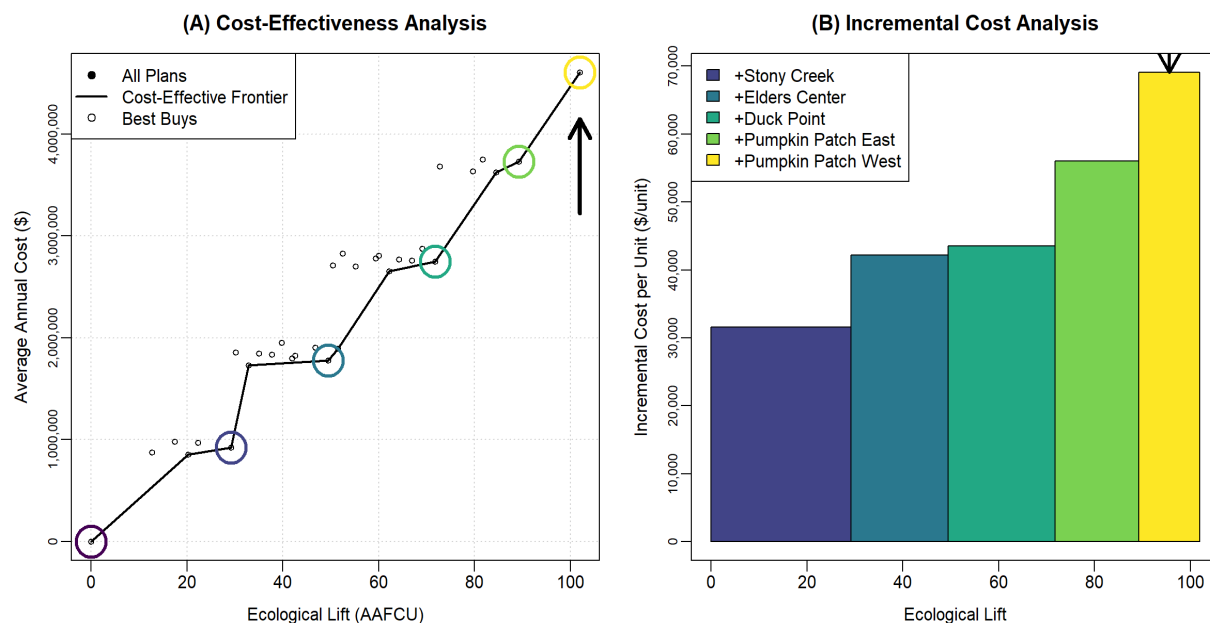 (A) Cost-Effectiveness Analysis
All Plans
Cost-Effective Frontier
Best Buys
Average Annual Cost ($)
4,000,000
3,000,000
2,000,000
1,000,000
0
0 20 40 60 80 100
Ecological Lift (AAFCU)
(B) Incremental Cost Analysis
+Stony Creek
+Elders Center
+Duck Point
+Pumpkin Patch East
+Pumpkin Patch West
Incremental Cost per Unit ($/unit)
70,000
60,000
50,000
40,000
30,000
20,000
10,000
0
0 20 40 60 80 100
Ecological Lift